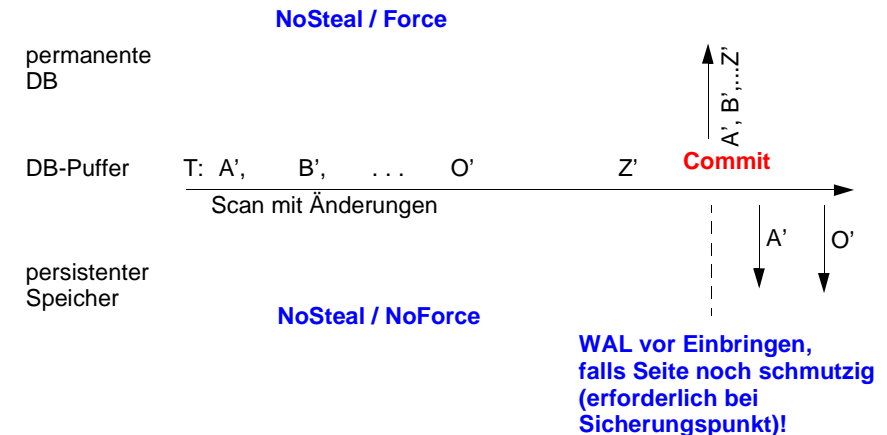 NoSteal / Force
permanente
DB
A', B',...Z'
DB-Puffer T: A', B', . . . O' Z' Commit
Scan mit Änderungen
A' O'
persistenter
Speicher
NoSteal / NoForce
WAL vor Einbringen,
falls Seite noch schmutzig
(erforderlich bei
Sicherungspunkt)!